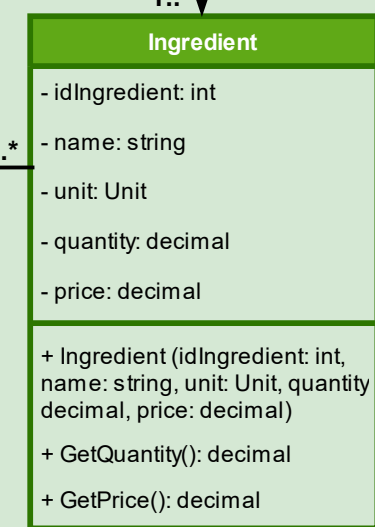 1..
Ingredient
- idIngredient: int
.*
- name: string
- unit: Unit
- quantity: decimal
- price: decimal
+ Ingredient (idIngredient: int,
name: string, unit: Unit, quantity
decimal, price: decimal)
+ GetQuantity(): decimal
+ GetPrice(): decimal